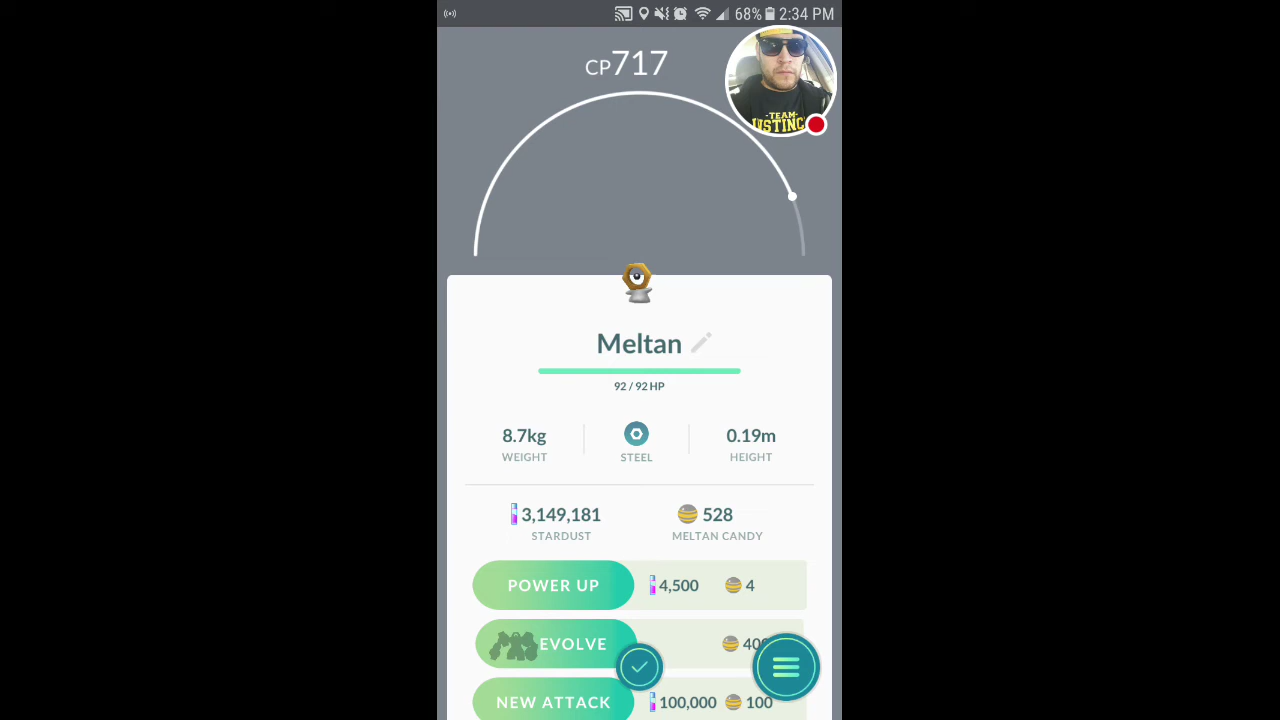 68% 2:34 PM
CP717
-TEAM-
Meltan
92 / 92 HP
8.7kg 0.19m
WEIGHT STEEL HEIGHT
3,149,181 528
STARDUST MELTAN CANDY
POWER UP 4,500 4
EVOLVE
NEW ATTACK 100,000 100